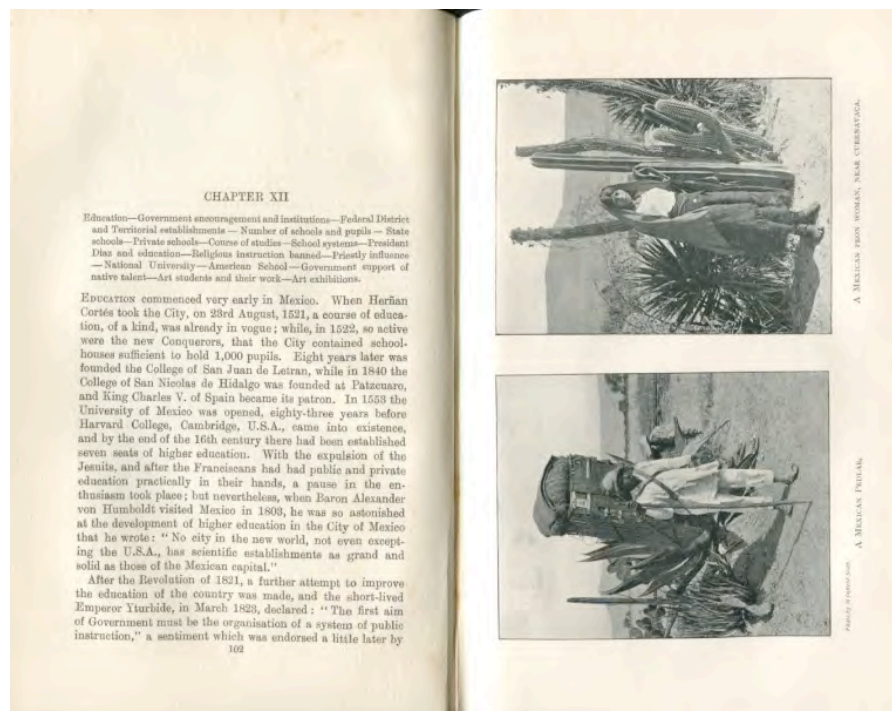 CHAPTER XII
Education—Government encouragement and institutions—Federal District
and Territorial establishments — Number of schools and pupils — State
schools—Private schools—Course of studies—School systems—President
Diaz and education—Religious instruction banned—Priestly influence
—National University—American School—Government support of
native talent—Art students and their work—Art exhibitions.
EDUCATION commenced very early in Mexico. When Herñan
Cortés took the City, on 23rd August, 1521, a course of educa-
tion, of a kind, was already in vogue; while, in 1522, so active
were the new Conquerors, that the City contained school-
houses sufficient to hold 1,000 pupils. Eight years later was
founded the College of San Juan de Letran, while in 1840 the
College of San Nicolas de Hidalgo was founded at Patzcuaro,
and King Charles V. of Spain became its patron. In 1553 the
University of Mexico was opened, eighty-three years before
Harvard College, Cambridge, U.S.A., came into existence,
and by the end of the 16th century there had been established
seven seats of higher education. With the expulsion of the
Jesuits, and after the Franciscans had had public and private
education practically in their hands, a pause in the en-
thusiasm took place; but nevertheless, when Baron Alexander
von Humboldt visited Mexico in 1803, he was so astonished
at the development of higher education in the City of Mexico
that he wrote: "No city in the new world, not even except-
ing the U.S.A., has scientific establishments as grand and
solid as those of the Mexican capital."
After the Revolution of 1821, a further attempt to improve
the education of the country was made, and the short-lived
Emperor Yturbide, in March 1823, declared: "The first aim
of Government must be the organisation of a system of public
instruction," a sentiment which was endorsed a little later by
102
A MEXICAN PEON WOMAN, NEAR CUERNAVACA.
A MEXICAN PEDLAR.
Photo by